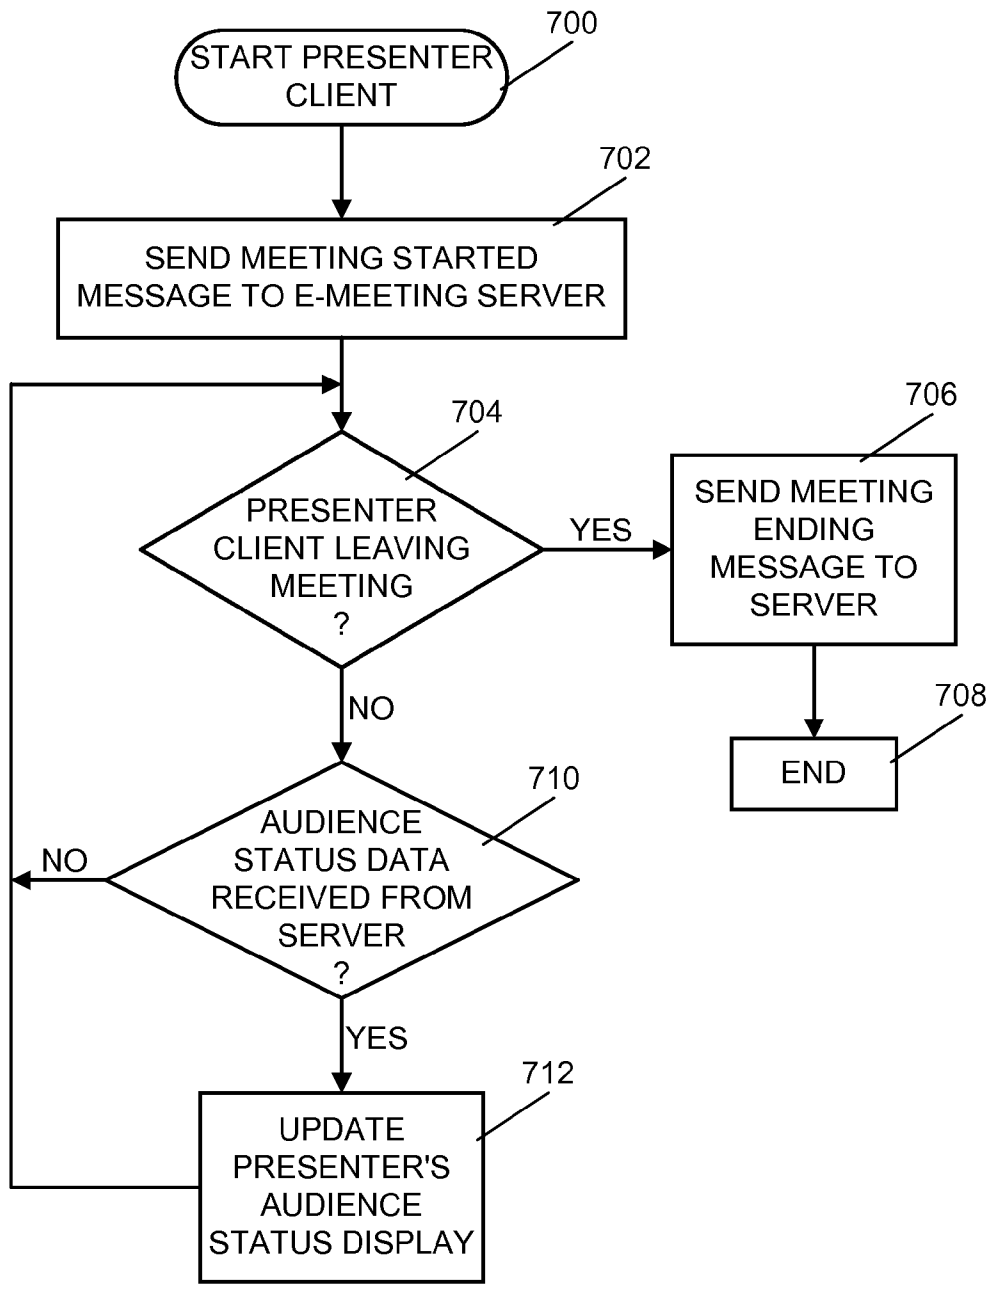 700
START PRESENTER
CLIENT
702
SEND MEETING STARTED
MESSAGE TO E-MEETING SERVER
704
PRESENTER
CLIENT LEAVING
MEETING
?
YES
706
SEND MEETING
ENDING
MESSAGE TO
SERVER
NO
708
END
710
AUDIENCE
STATUS DATA
RECEIVED FROM
SERVER
?
NO
YES
712
UPDATE
PRESENTER'S
AUDIENCE
STATUS DISPLAY